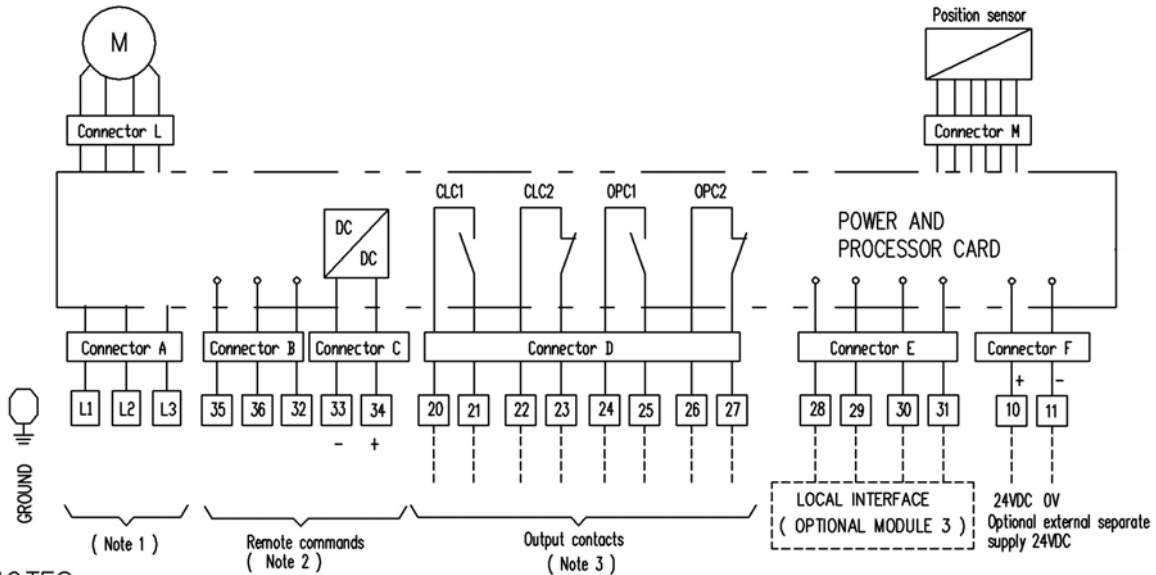 Position sensor
M
Connector L
Connector M
CLC1 CLC2 OPC1 OPC2
DC
DC
POWER AND
PROCESSOR CARD
Connector A Connector B Connector C Connector D Connector E Connector F
+ -
L1 L2 L3 35 36 32 33 34 20 21 22 23 24 25 26 27 28 29 30 31 10 11
- +
GROUND
LOCAL INTERFACE
( OPTIONAL MODULE 3 )
24VDC 0V
Optional external separate
supply 24VDC
( Note 1 )
Remote commands
( Note 2 )
Output contacts
( Note 3 )